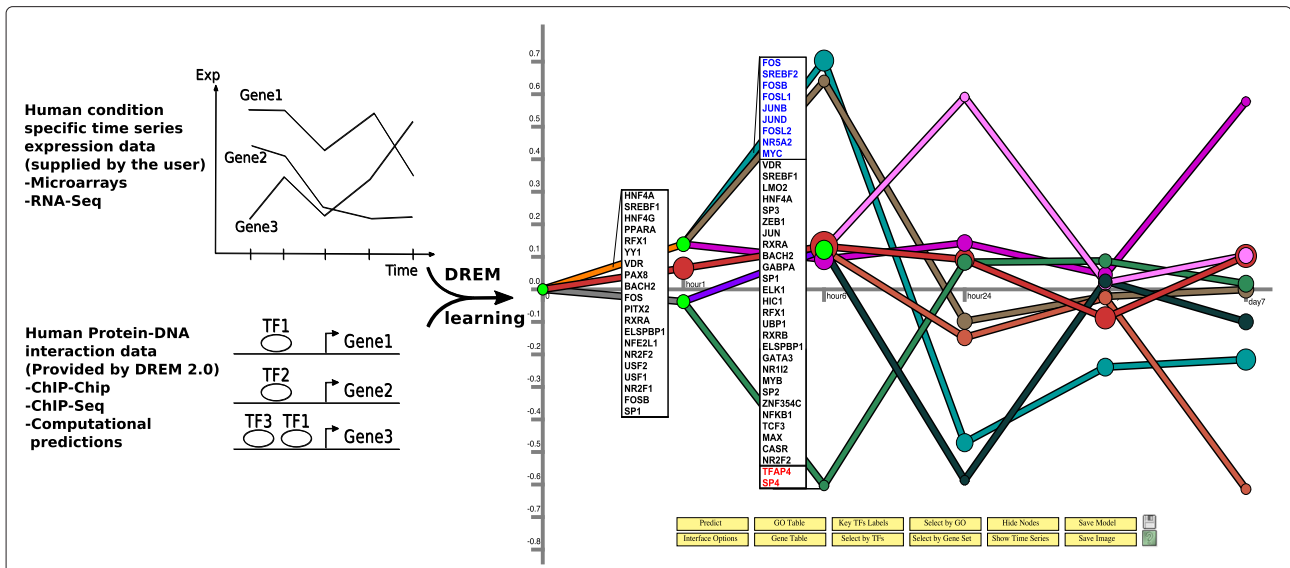 Human condition
specific time series
expression data
(supplied by the user)
-Microarrays
-RNA-Seq
Exp
Gene1
Gene2
Gene3
Time
Human Protein-DNA
interaction data
(Provided by DREM 2.0)
-ChIP-Chip
-ChIP-Seq
-Computational
predictions
TF1
Gene1
TF2
Gene2
TF3 TF1
Gene3
DREM
learning
0.7
0.6
0.5
0.4
0.3
0.2
0.1
0.0
-0.1
-0.2
-0.3
-0.4
-0.5
-0.6
-0.7
-0.8
0
hour1
hour6
hour24
day7
HNF4A
SREBF1
HNF4G
PPARA
RFX1
YY1
VDR
PAX8
BACH2
FOS
PITX2
RXRA
ELSPBP1
NFE2L1
NR2F2
USF2
USF1
NR2F1
FOSB
SP1
FOS
SREBF2
FOSB
FOSL1
JUNB
JUND
FOSL2
NR5A2
MYC
VDR
SREBF1
LMO2
HNF4A
SP3
ZEB1
JUN
RXRA
BACH2
GABPA
SP1
ELK1
HIC1
RFX1
UBP1
RXRB
ELSPBP1
GATA3
NR1I2
MYB
SP2
ZNF354C
NFKB1
TCF3
MAX
CASR
NR2F2
TFAP4
SP4
Predict
GO Table
Key TFs Labels
Select by GO
Hide Nodes
Save Model
Interface Options
Gene Table
Select by TFs
Select by Gene Set
Show Time Series
Save Image